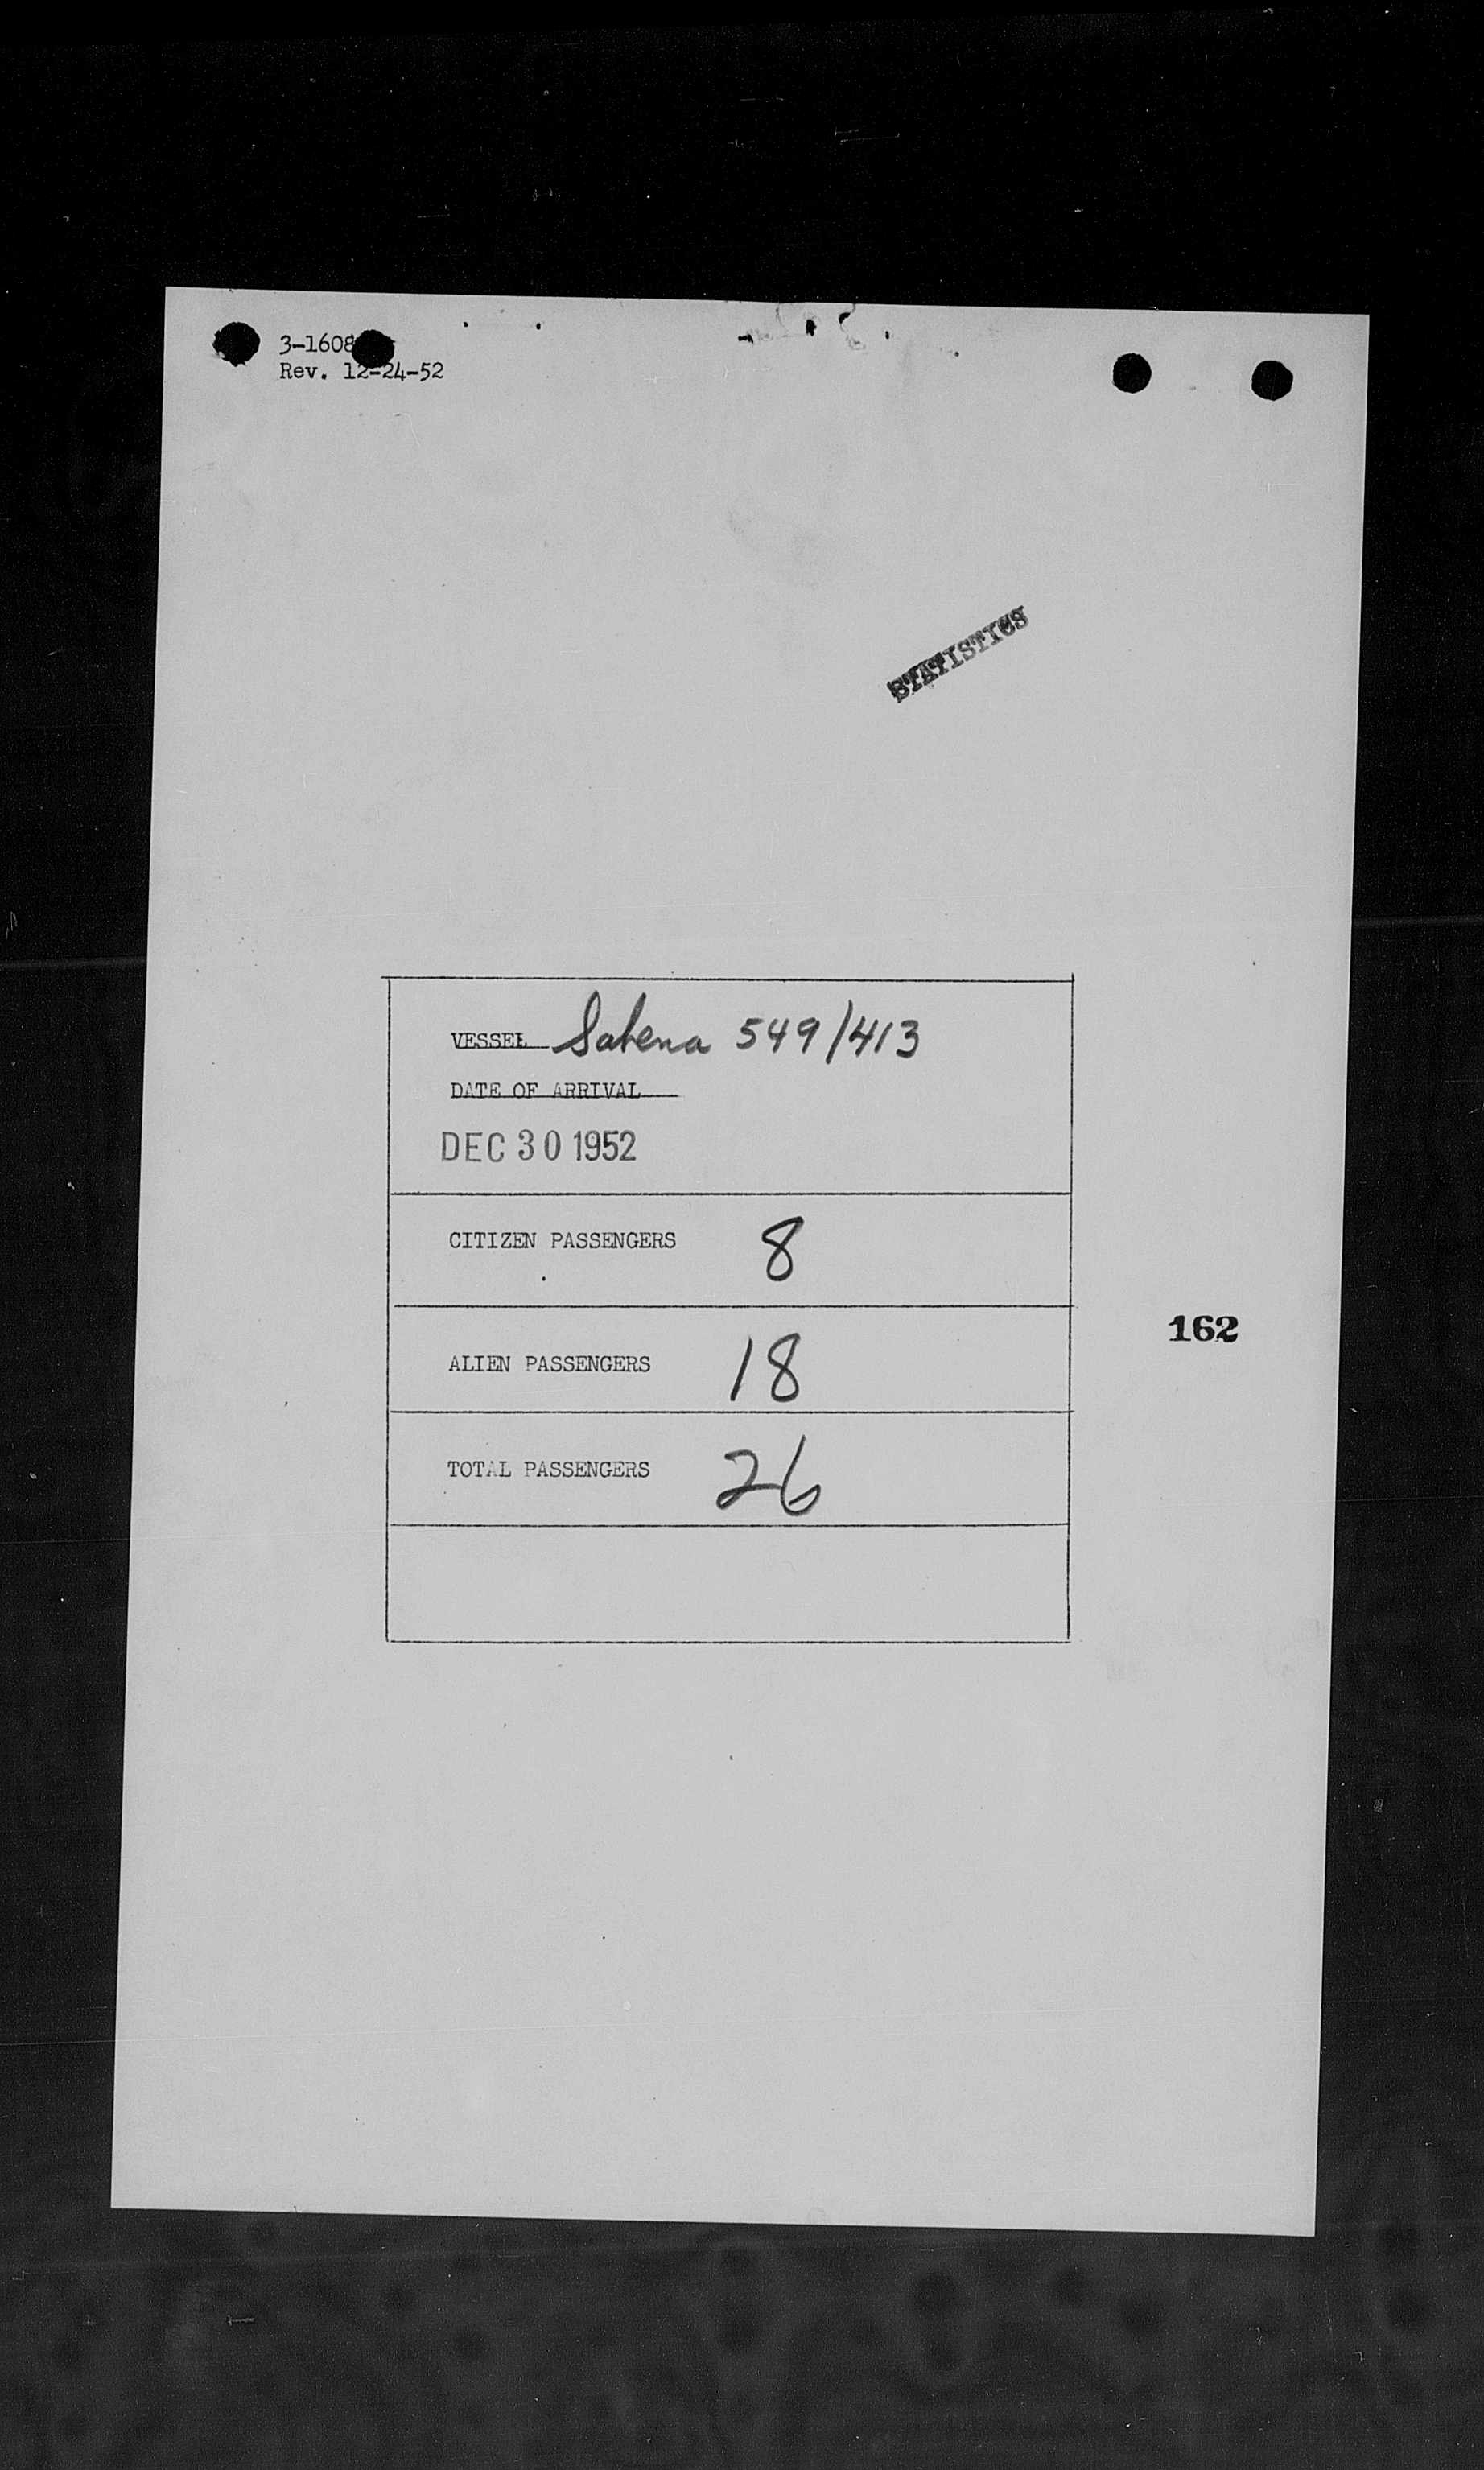 3-1608
Rev. 12-24-52
STATISTICS
VESSEL Sabena 549/413
DATE OF ARRIVAL
DEC 30 1952
CITIZEN PASSENGERS 8
162
ALIEN PASSENGERS 18
TOTAL PASSENGERS 26